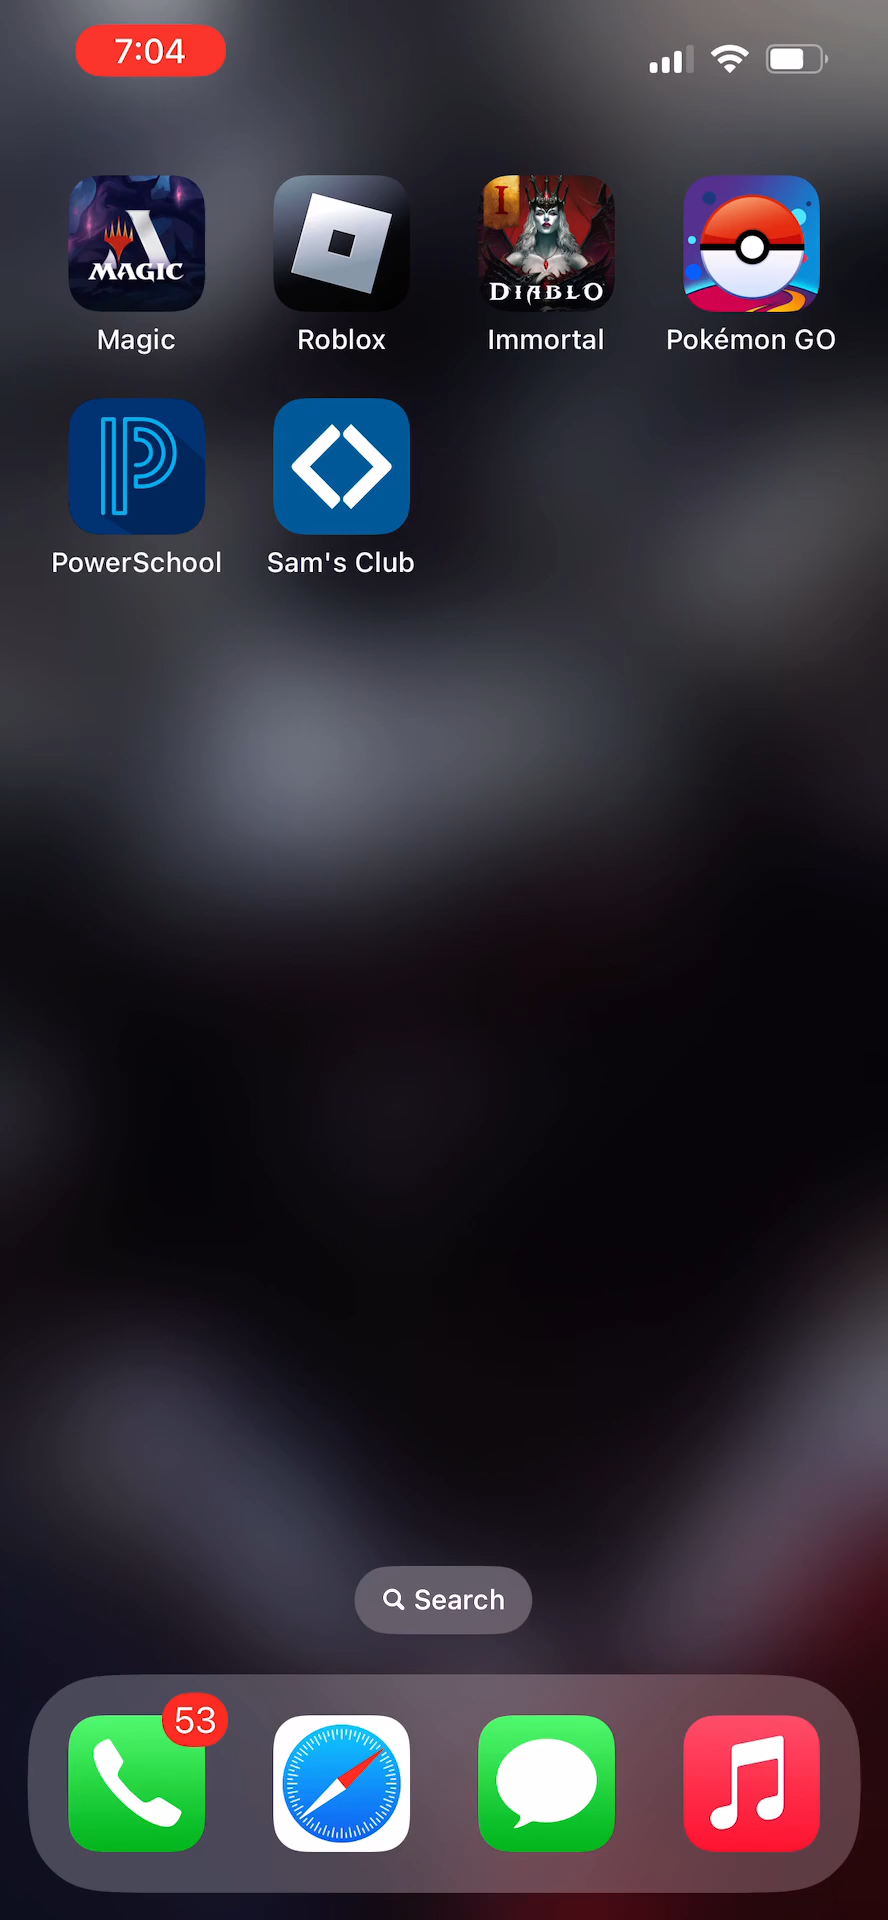 7:04
MAGIC
I
DIABLO
Magic
Roblox
Immortal
Pokémon GO
PowerSchool
Sam's Club
Search
53